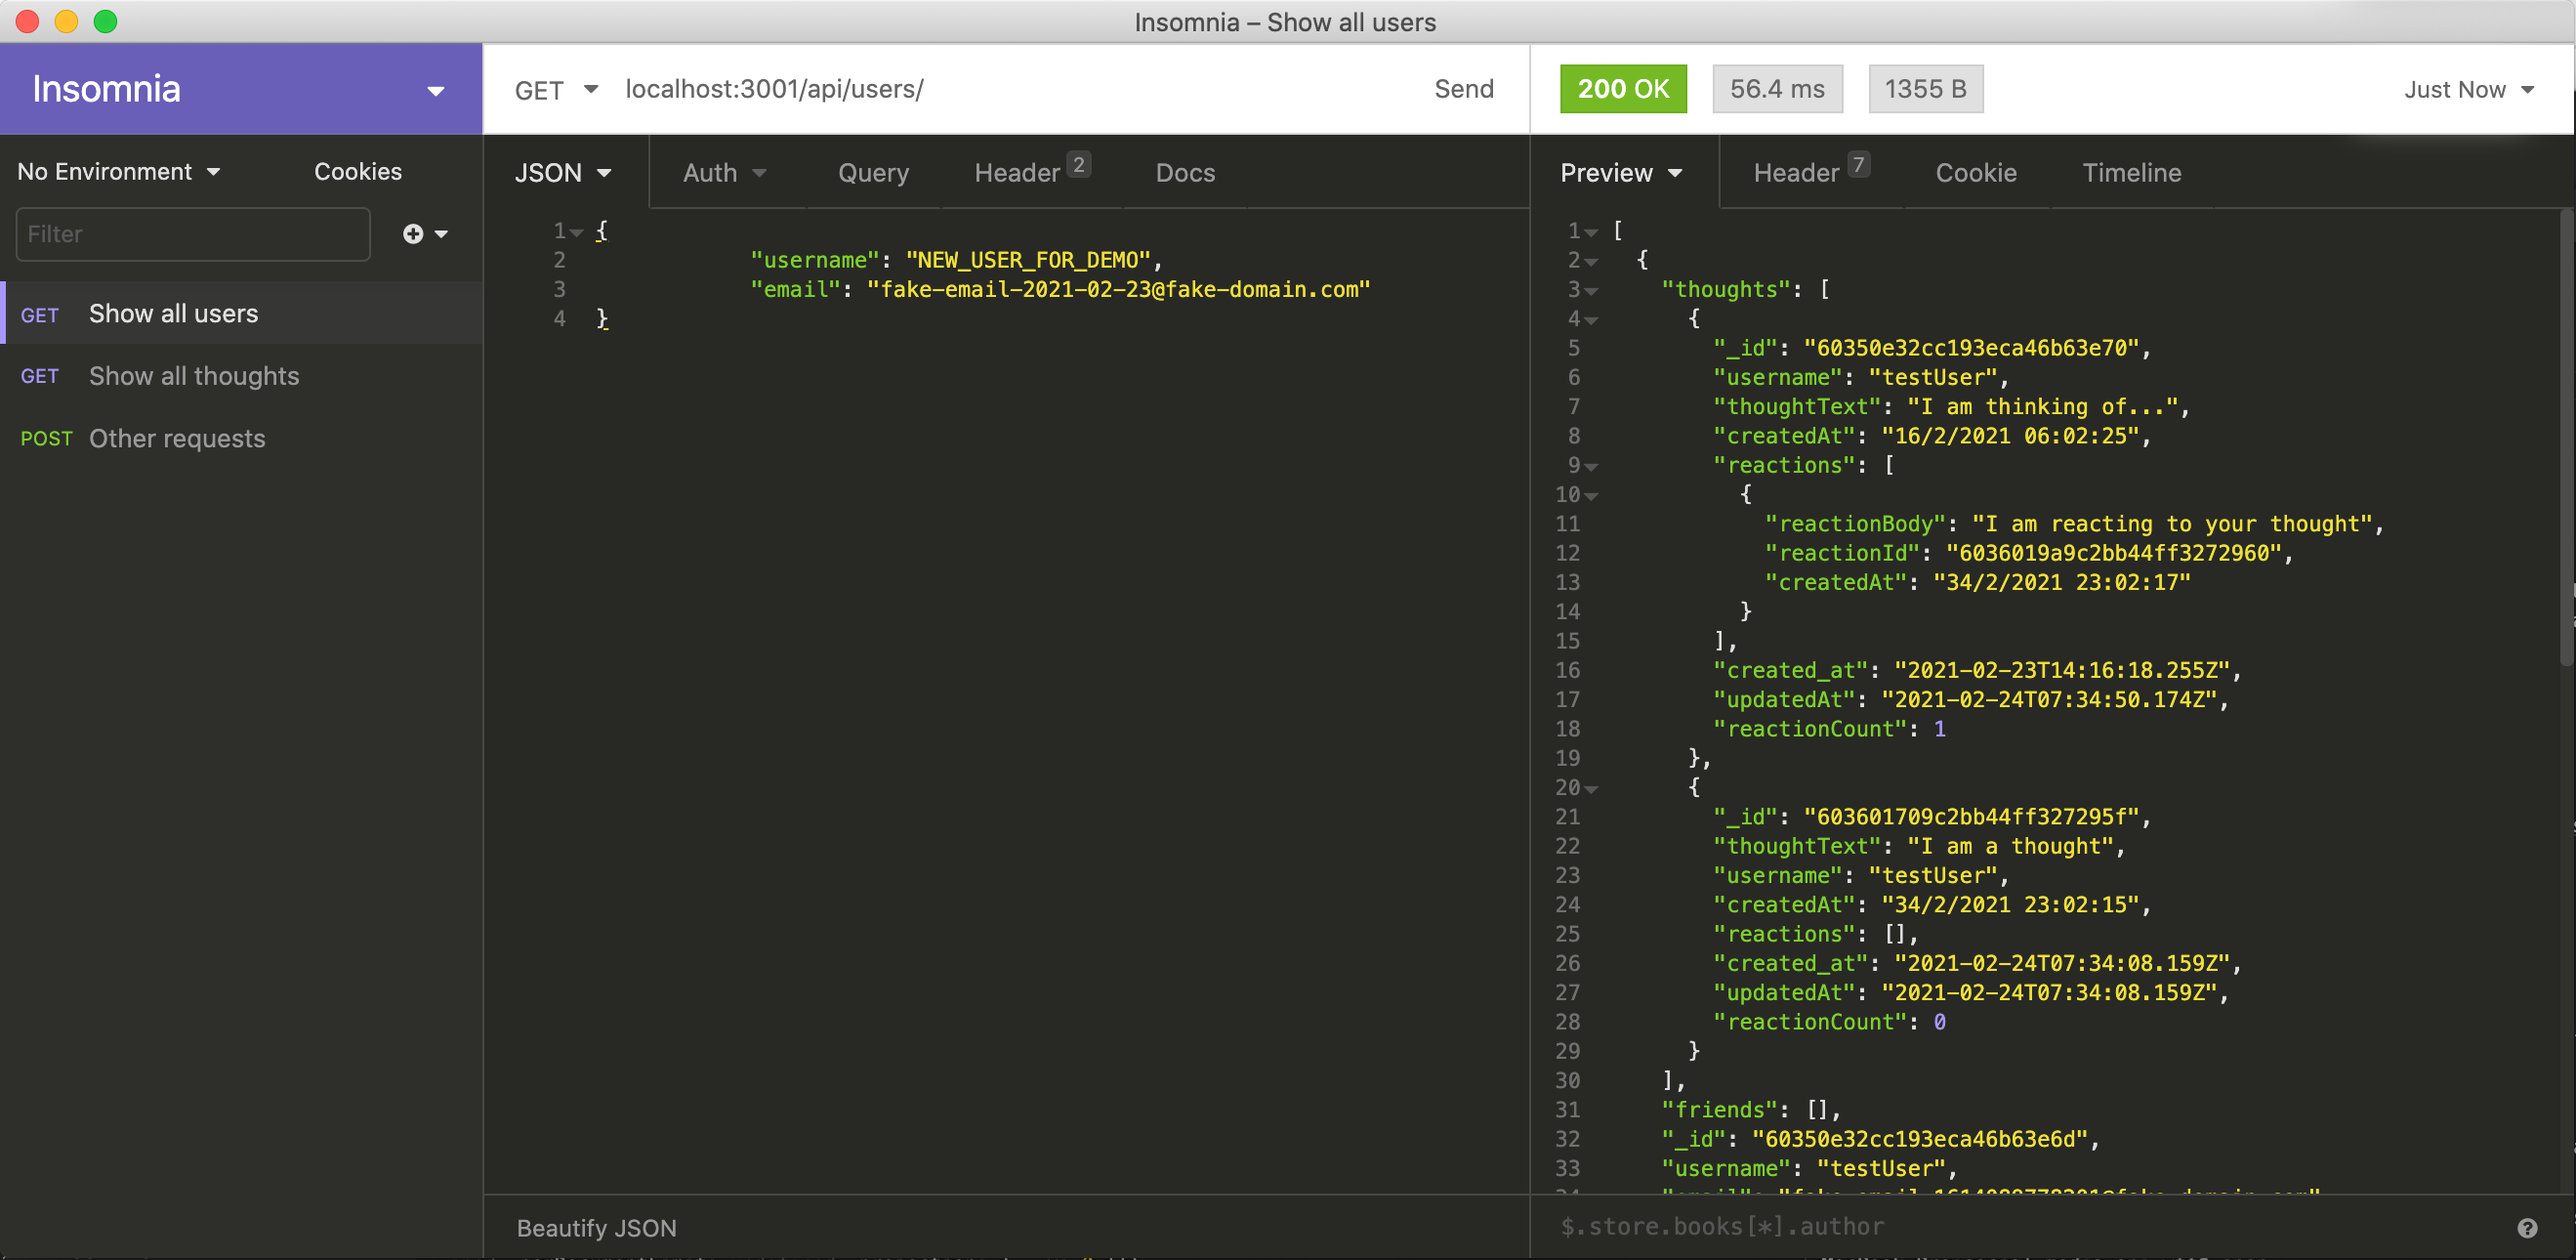 Insomnia – Show all users
Insomnia
GET localhost:3001/api/users/ Send
200 OK 56.4 ms 1355 B Just Now
No Environment Cookies
Filter
GET Show all users
GET Show all thoughts
POST Other requests
JSON Auth Query Header 2 Docs
1 {
2 "username": "NEW_USER_FOR_DEMO",
3 "email": "fake-email-2021-02-23@fake-domain.com"
4 }
Beautify JSON
Preview Header 7 Cookie Timeline
1 [
2 {
3 "thoughts": [
4 {
5 "_id": "60350e32cc193eca46b63e70",
6 "username": "testUser",
7 "thoughtText": "I am thinking of...",
8 "createdAt": "16/2/2021 06:02:25",
9 "reactions": [
10 {
11 "reactionBody": "I am reacting to your thought",
12 "reactionId": "6036019a9c2bb44ff3272960",
13 "createdAt": "34/2/2021 23:02:17"
14 }
15 ],
16 "created_at": "2021-02-23T14:16:18.255Z",
17 "updatedAt": "2021-02-24T07:34:50.174Z",
18 "reactionCount": 1
19 },
20 {
21 "_id": "603601709c2bb44ff327295f",
22 "thoughtText": "I am a thought",
23 "username": "testUser",
24 "createdAt": "34/2/2021 23:02:15",
25 "reactions": [],
26 "created_at": "2021-02-24T07:34:08.159Z",
27 "updatedAt": "2021-02-24T07:34:08.159Z",
28 "reactionCount": 0
29 }
30 ],
31 "friends": [],
32 "_id": "60350e32cc193eca46b63e6d",
33 "username": "testUser",
$.store.books[*].author